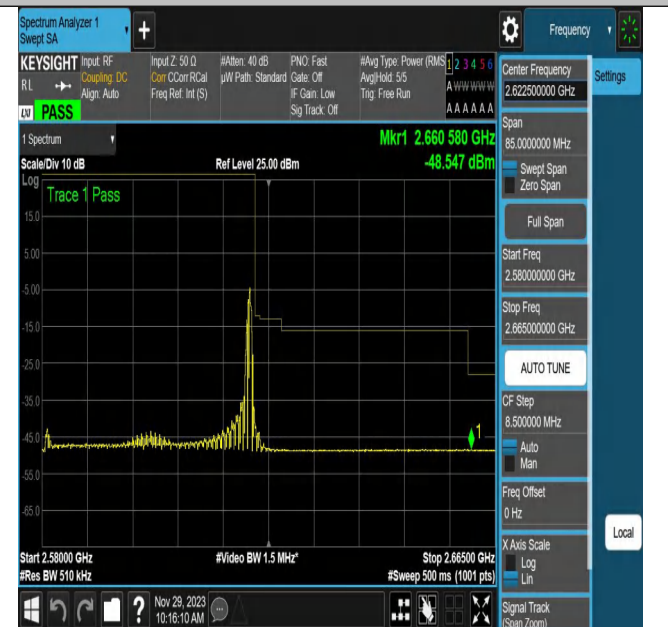 Spectrum Analyzer 1
Swept SA
+
Frequency
KEYSIGHT
RL
LXI PASS
Input: RF
Coupling: DC
Align: Auto
Input Z: 50 Ω
Corr CCorr RCal
Freq Ref: Int (S)
#Atten: 40 dB
µW Path: Standard
PNO: Fast
Gate: Off
IF Gain: Low
Sig Track: Off
#Avg Type: Power (RMS
Avg|Hold: 5/5
Trig: Free Run
1 2 3 4 5 6
A W W W W W
A A A A A A
1 Spectrum
Scale/Div 10 dB
Ref Level 25.00 dBm
Mkr1 2.660 580 GHz
-48.547 dBm
Log
Trace 1 Pass
15.0
5.00
-5.00
-15.0
-25.0
-35.0
-45.0
-55.0
-65.0
1
Start 2.58000 GHz
#Video BW 1.5 MHz*
Stop 2.66500 GHz
#Res BW 510 kHz
#Sweep 500 ms (1001 pts)
?
Nov 29, 2023
10:16:10 AM
Center Frequency
2.622500000 GHz
Settings
Span
85.0000000 MHz
Swept Span
Zero Span
Full Span
Start Freq
2.580000000 GHz
Stop Freq
2.665000000 GHz
AUTO TUNE
CF Step
8.500000 MHz
Auto
Man
Freq Offset
0 Hz
Local
X Axis Scale
Log
Lin
Signal Track
(Span Zoom)